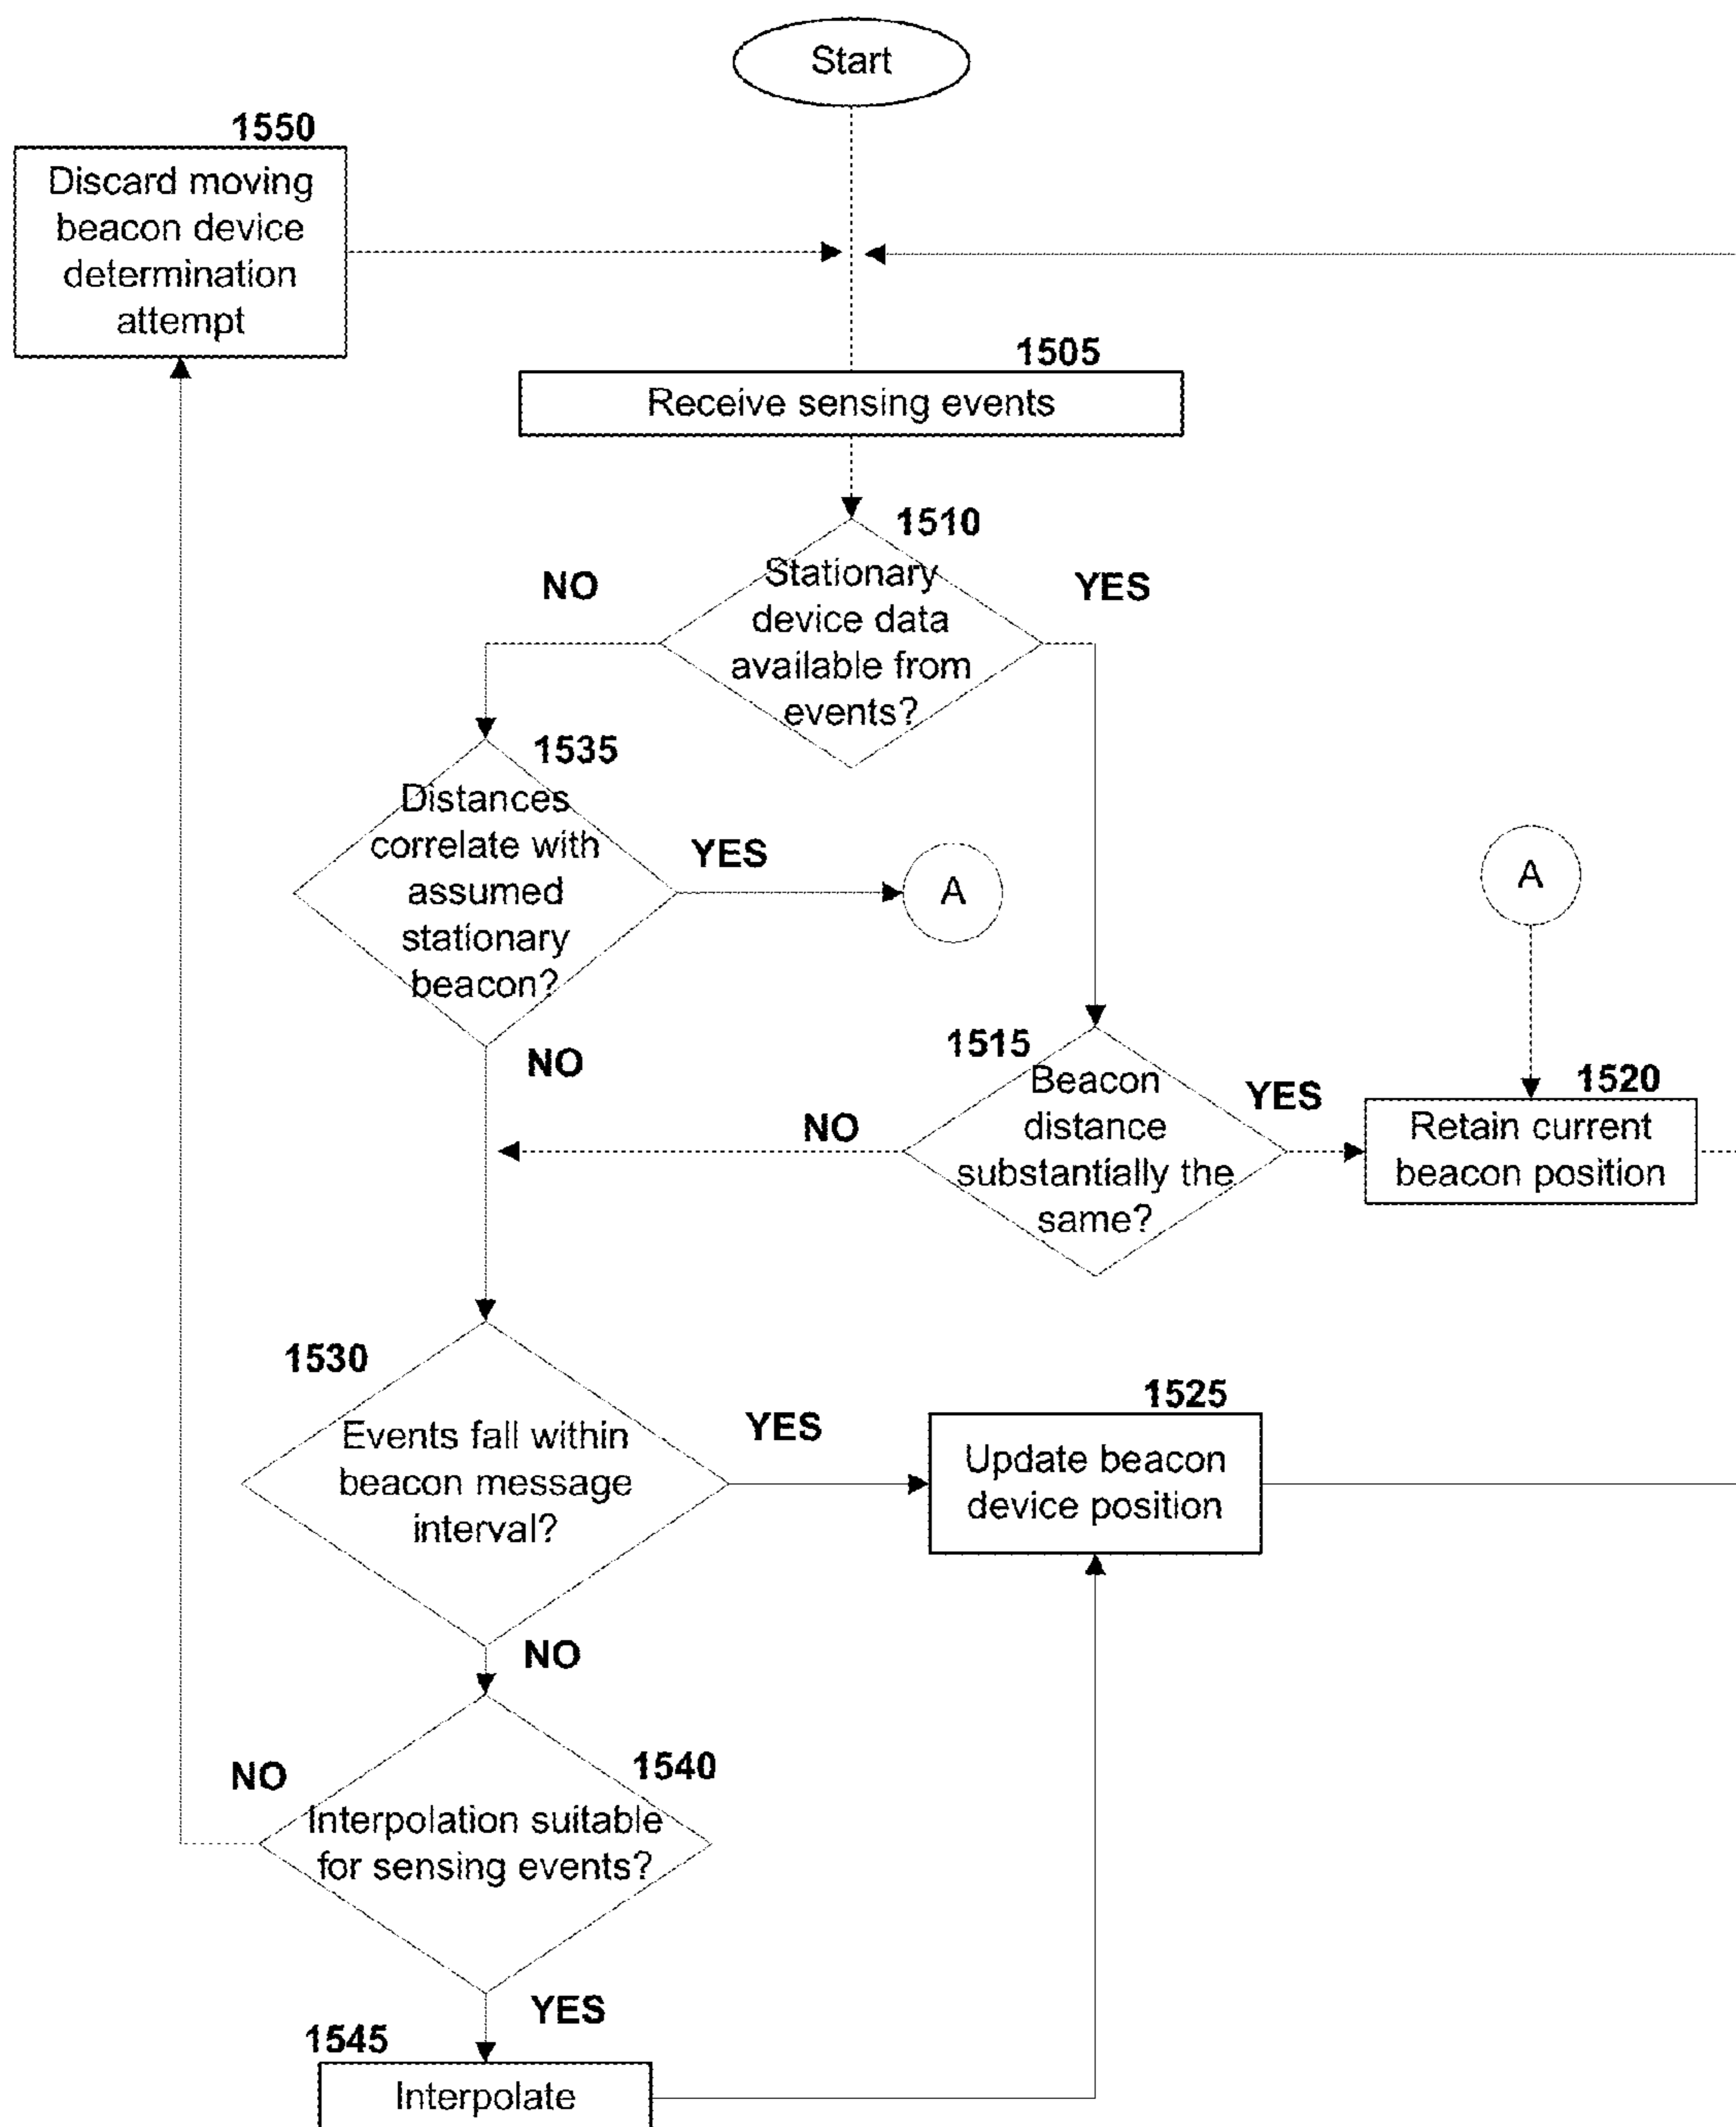 Start
1550
Discard moving
beacon device
determination
attempt
1505
Receive sensing events
1510
NO
YES
Stationary
device data
available from
events?
1535
Distances
correlate with
assumed
stationary
beacon?
YES
A
A
NO
1515
Beacon
distance
substantially the
same?
NO
YES
1520
Retain current
beacon position
1530
Events fall within
beacon message
interval?
YES
1525
Update beacon
device position
NO
1540
NO
Interpolation suitable
for sensing events?
YES
1545
Interpolate